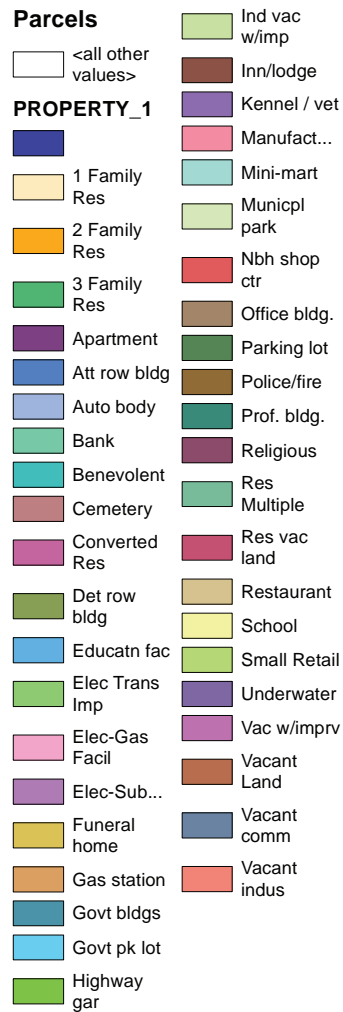 Parcels
<all other
values>
PROPERTY_1
1 Family
Res
2 Family
Res
3 Family
Res
Apartment
Att row bldg
Auto body
Bank
Benevolent
Cemetery
Converted
Res
Det row
bldg
Educatn fac
Elec Trans
Imp
Elec-Gas
Facil
Elec-Sub...
Funeral
home
Gas station
Govt bldgs
Govt pk lot
Highway
gar
Ind vac
w/imp
Inn/lodge
Kennel / vet
Manufact...
Mini-mart
Municpl
park
Nbh shop
ctr
Office bldg.
Parking lot
Police/fire
Prof. bldg.
Religious
Res
Multiple
Res vac
land
Restaurant
School
Small Retail
Underwater
Vac w/imprv
Vacant
Land
Vacant
comm
Vacant
indus